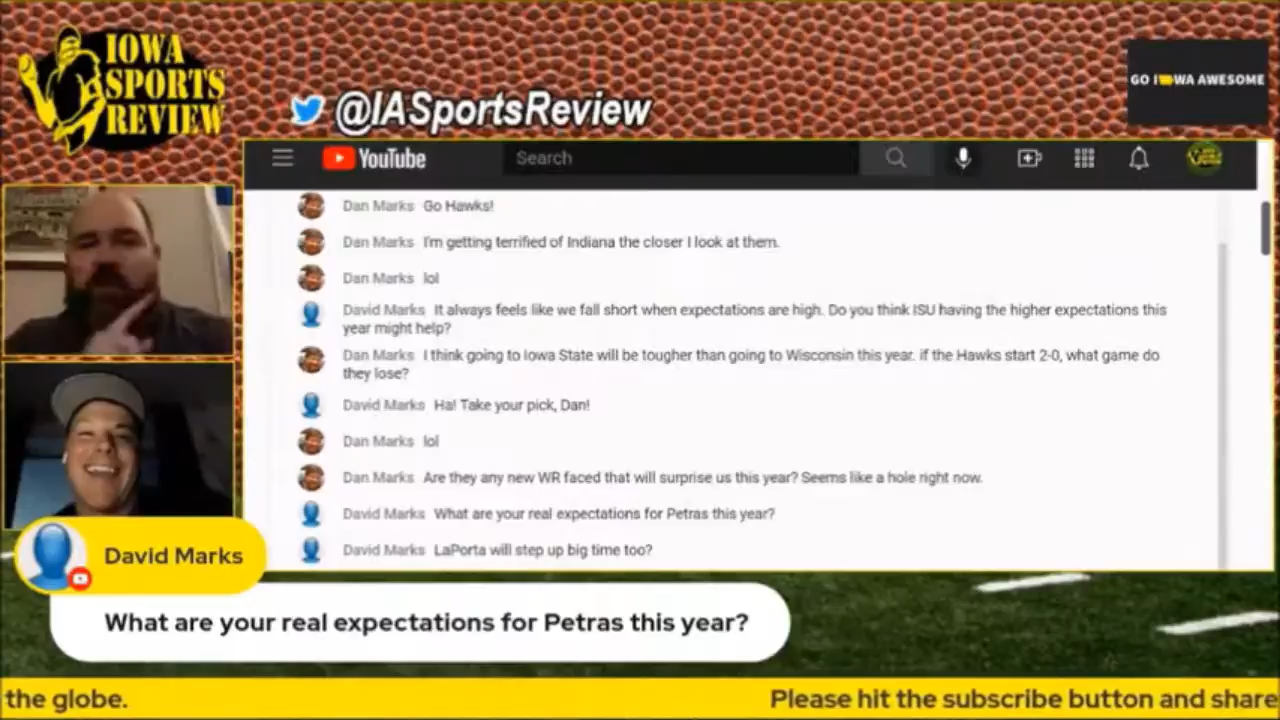 IOWA
SPORTS
REVIEW
@IASportsReview
GO IOWA AWESOME
YouTube
Search
Dan Marks Go Hawks!
Dan Marks I'm getting terrified of Indiana the closer I look at them.
Dan Marks lol
David Marks It always feels like we fall short when expectations are high. Do you think ISU having the higher expectations this
year might help?
Dan Marks I think going to Iowa State will be tougher than going to Wisconsin this year. if the Hawks start 2-0, what game do
they lose?
David Marks Ha! Take your pick, Dan!
Dan Marks lol
Dan Marks Are they any new WR faced that will surprise us this year? Seems like a hole right now.
David Marks What are your real expectations for Petras this year?
David Marks LaPorta will step up big time too?
David Marks
What are your real expectations for Petras this year?
the globe.
Please hit the subscribe button and share